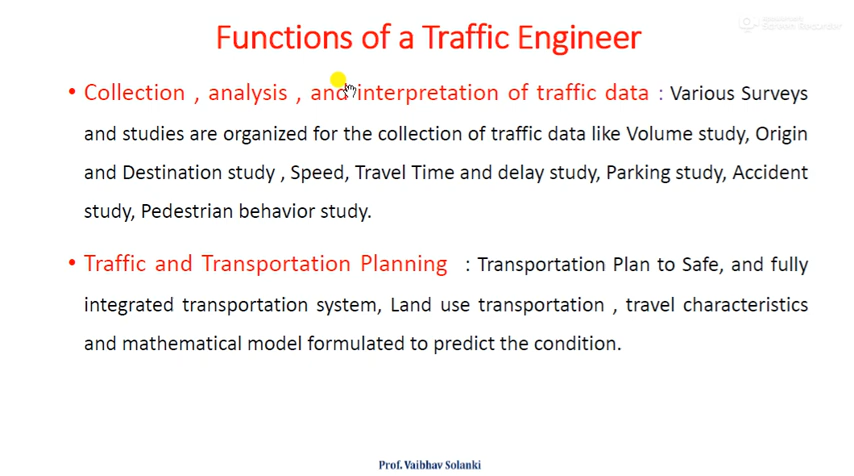 Functions of a Traffic Engineer
• Collection , analysis , and interpretation of traffic data : Various Surveys
and studies are organized for the collection of traffic data like Volume study, Origin
and Destination study , Speed, Travel Time and delay study, Parking study, Accident
study, Pedestrian behavior study.
• Traffic and Transportation Planning : Transportation Plan to Safe, and fully
integrated transportation system, Land use transportation , travel characteristics
and mathematical model formulated to predict the condition.
Prof. Vaibhav Solanki
Screen Recorder